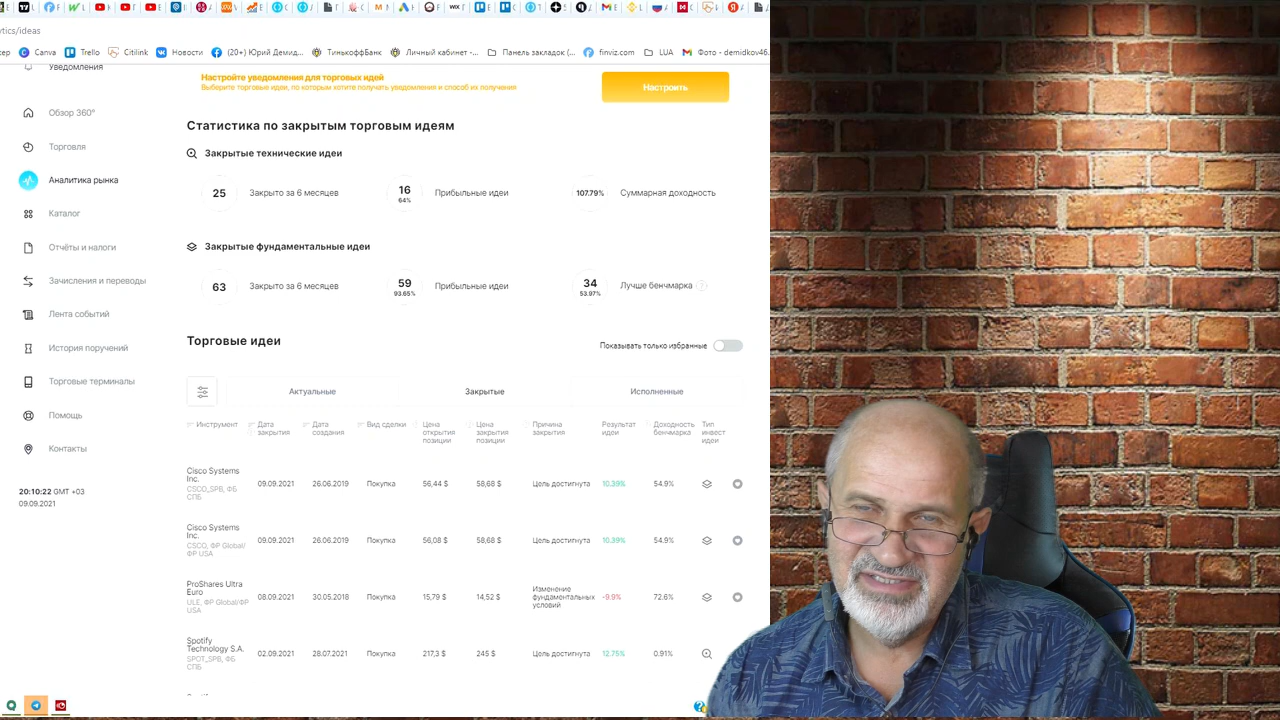 ytics/ideas
Canva Trello Citilink Новости (20+) Юрий Демид... ТинькоффБанк Личный кабинет -... Панель закладок (... finviz.com LUA Фото - demidkov46.
Уведомления
Обзор 360°
Торговля
Аналитика рынка
Каталог
Отчёты и налоги
Зачисления и переводы
Лента событий
История поручений
Торговые терминалы
Помощь
Контакты
20:10:22 GMT +03
09.09.2021
Настройте уведомления для торговых идей
Выберите торговые идеи, по которым хотите получать уведомления и способ их получения
Настроить
Статистика по закрытым торговым идеям
Закрытые технические идеи
25 Закрыто за 6 месяцев 16 64% Прибыльные идеи 107.79% Суммарная доходность
Закрытые фундаментальные идеи
63 Закрыто за 6 месяцев 59 93.65% Прибыльные идеи 34 53.97% Лучше бенчмарка ?
Торговые идеи
Показывать только избранные
Актуальные Закрытые Исполненные
Инструмент Дата закрытия Дата создания Вид сделки Цена открытия позиции Цена закрытия позиции Причина закрытия Результат идеи Доходность бенчмарка Тип инвест идеи
Cisco Systems Inc. CSCO_SPB, ФБ СПБ 09.09.2021 26.06.2019 Покупка 56,44 $ 58,68 $ Цель достигнута 10.39% 54.9%
Cisco Systems Inc. CSCO, ФР Global/ФР USA 09.09.2021 26.06.2019 Покупка 56,08 $ 58,68 $ Цель достигнута 10.39% 54.9%
ProShares Ultra Euro ULE, ФР Global/ФР USA 08.09.2021 30.05.2018 Покупка 15,79 $ 14,52 $ Изменение фундаментальных условий -9.9% 72.6%
Spotify Technology S.A. SPOT_SPB, ФБ СПБ 02.09.2021 28.07.2021 Покупка 217,3 $ 245 $ Цель достигнута 12.75% 0.91%